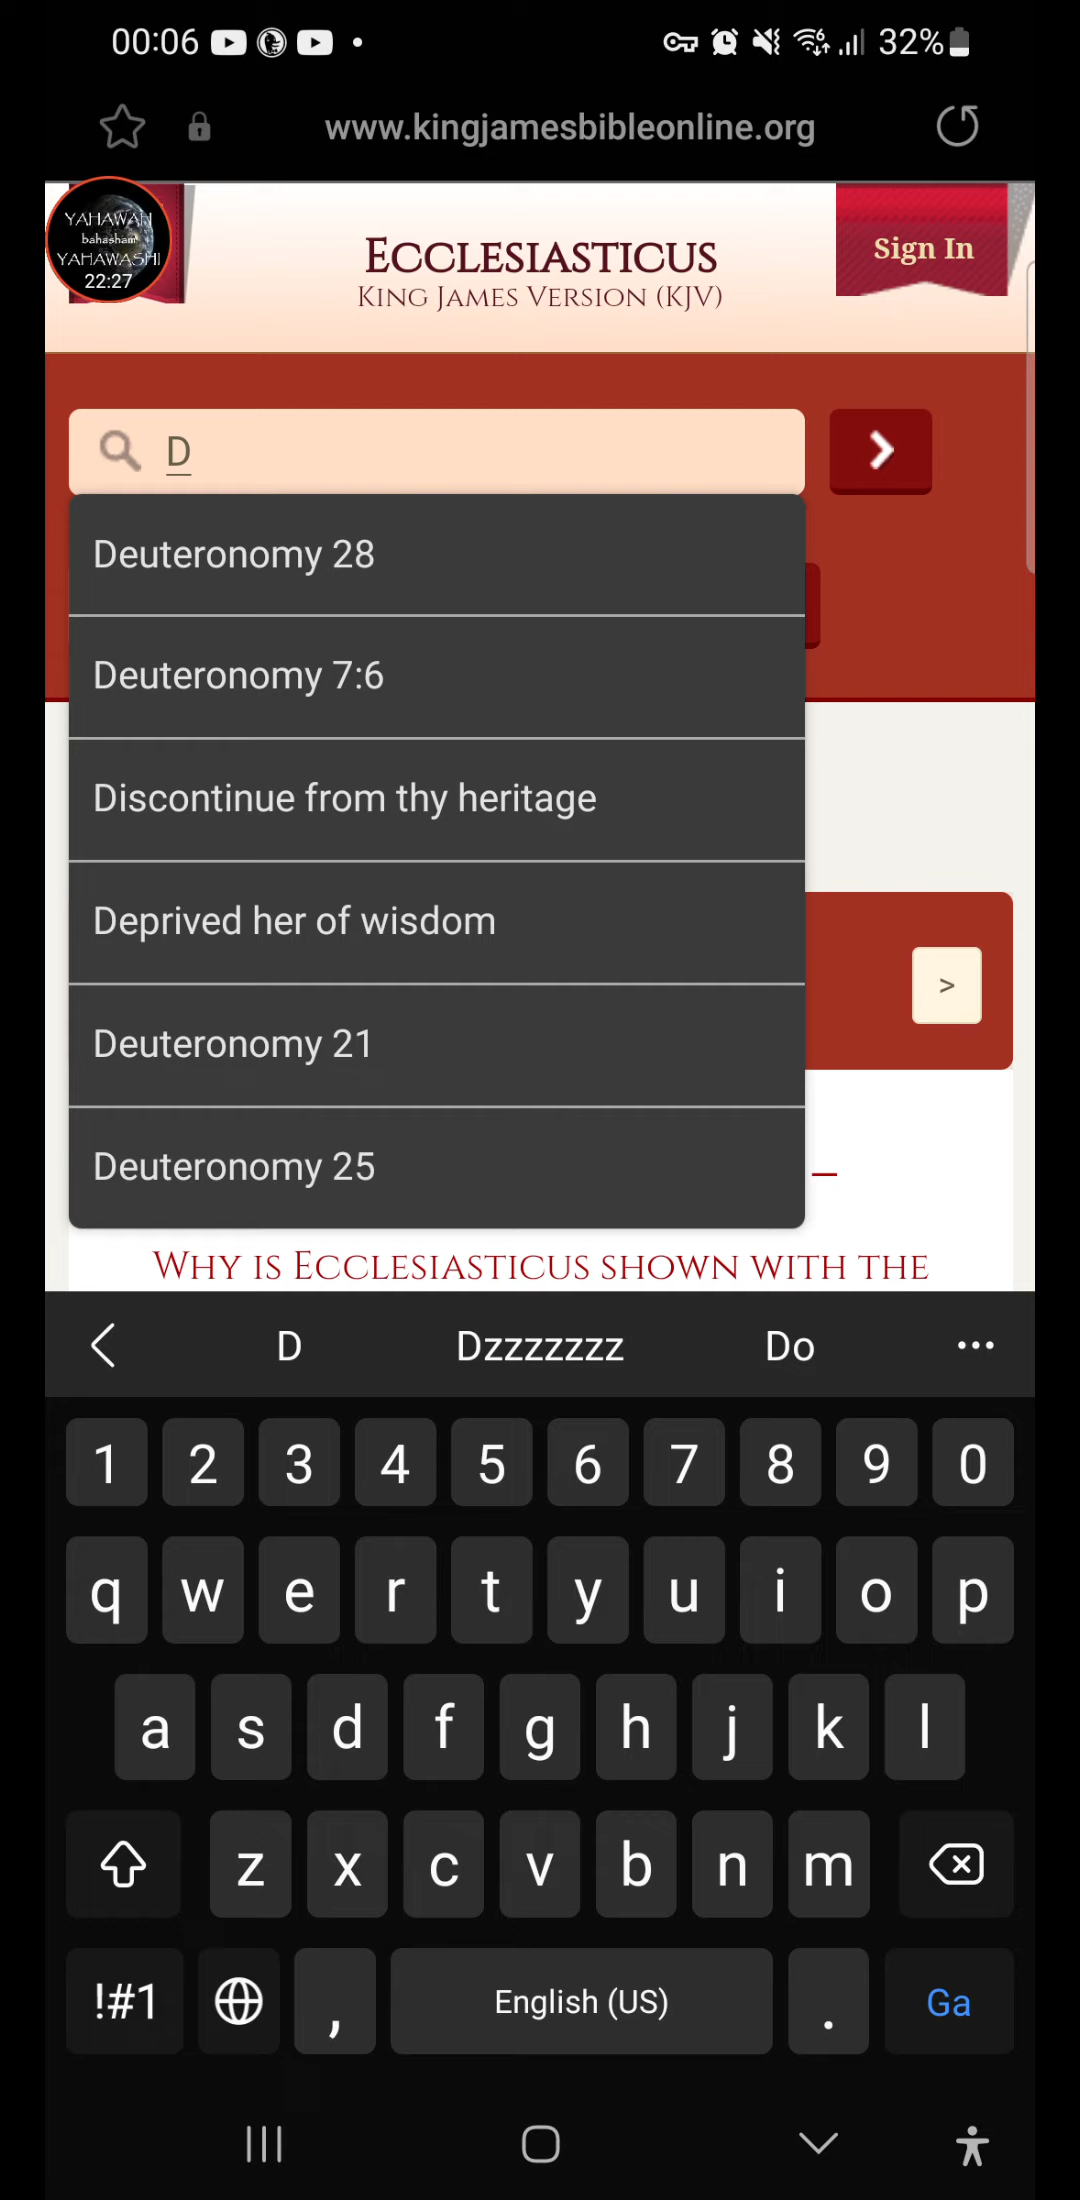 00:06
32%
www.kingjamesbibleonline.org
YAHAWAH
bahasham
YAHAWASHI
22:27
Ecclesiasticus
King James Version (KJV)
Sign In
D
Deuteronomy 28
Deuteronomy 7:6
Discontinue from thy heritage
Deprived her of wisdom
Deuteronomy 21
Deuteronomy 25
>
Why is Ecclesiasticus shown with the
D Dzzzzzzz Do ...
1 2 3 4 5 6 7 8 9 0
q w e r t y u i o p
a s d f g h j k l
z x c v b n m
!#1 , English (US) . Ga